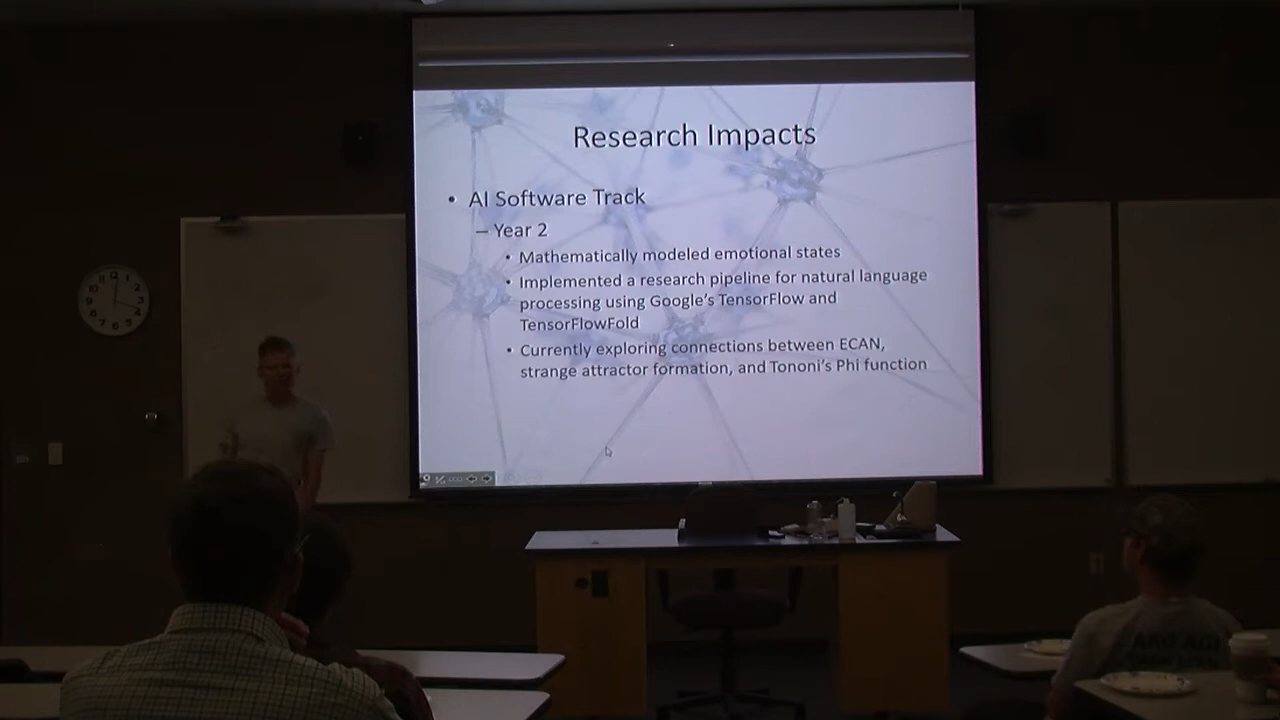 Research Impacts
• AI Software Track
– Year 2
• Mathematically modeled emotional states
• Implemented a research pipeline for natural language
processing using Google's TensorFlow and
TensorFlowFold
• Currently exploring connections between ECAN,
strange attractor formation, and Tononi's Phi function